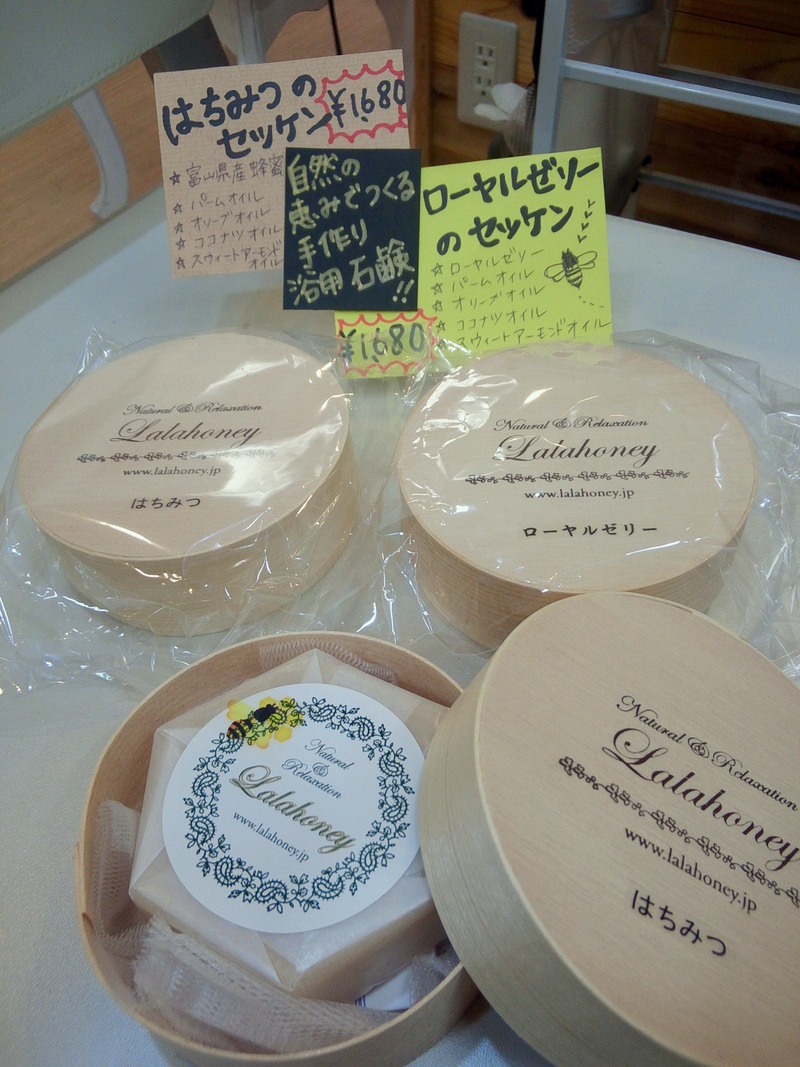 はちみつの
セッケン
¥1680
☆富山県産蜂蜜
☆パームオイル
☆オリーブオイル
☆ココナツオイル
☆スウィートアーモンド
オイル
自然の
恵みでつくる
手作り
浴用石鹸!!
ローヤルゼリー
のセッケン
☆ローヤルゼリー
☆パームオイル
☆オリーブオイル
☆ココナツオイル
☆スウィートアーモンドオイル
¥1680
Natural & Relaxation
Lalahoney
www.lalahoney.jp
はちみつ
Natural & Relaxation
Lalahoney
www.lalahoney.jp
ローヤルゼリー
Natural
&
Relaxation
Lalahoney
www.lalahoney.jp
Natural & Relaxation
Lalahoney
www.lalahoney.jp
はちみつ